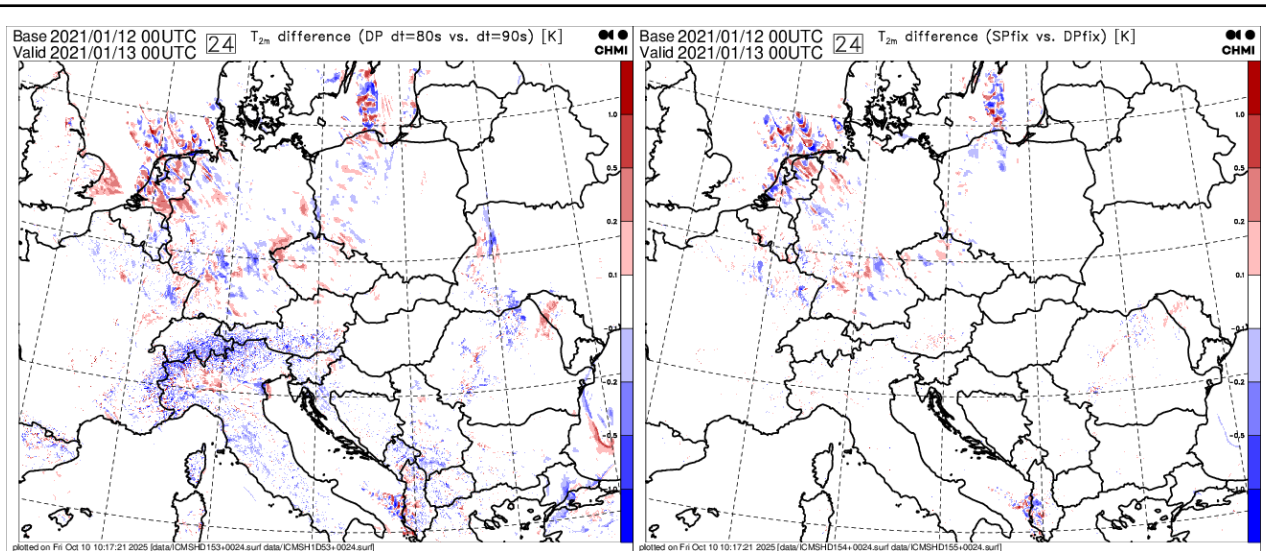 Base 2021/01/12 00UTC 24 T2m difference (DP dt=80s vs. dt=90s) [K]
Valid 2021/01/13 00UTC CHMI
1.0
0.5
0.2
0.1
-0.1
-0.2
-0.5
-1.0
plotted on Fri Oct 10 10:17:21 2025 [data/ICMSHD153+0024.surf data/ICMSH1D53+0024.surf]
Base 2021/01/12 00UTC 24 T2m difference (SPfix vs. DPfix) [K]
Valid 2021/01/13 00UTC CHMI
1.0
0.5
0.2
0.1
-0.1
-0.2
-0.5
-1.0
plotted on Fri Oct 10 10:17:21 2025 [data/ICMSHD154+0024.surf data/ICMSHD155+0024.surf]